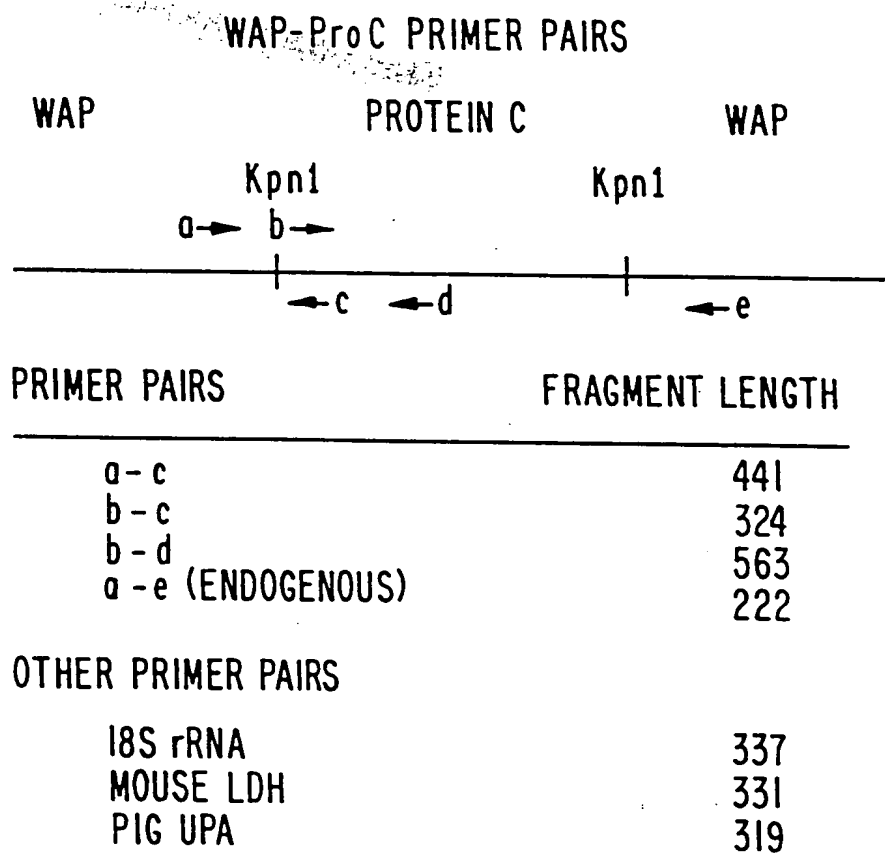 WAP-ProC PRIMER PAIRS
WAP PROTEIN C WAP
Kpn1 Kpn1
a b
c d e
PRIMER PAIRS FRAGMENT LENGTH
a - c 441
b - c 324
b - d 563
a - e (ENDOGENOUS) 222
OTHER PRIMER PAIRS
18S rRNA 337
MOUSE LDH 331
PIG UPA 319